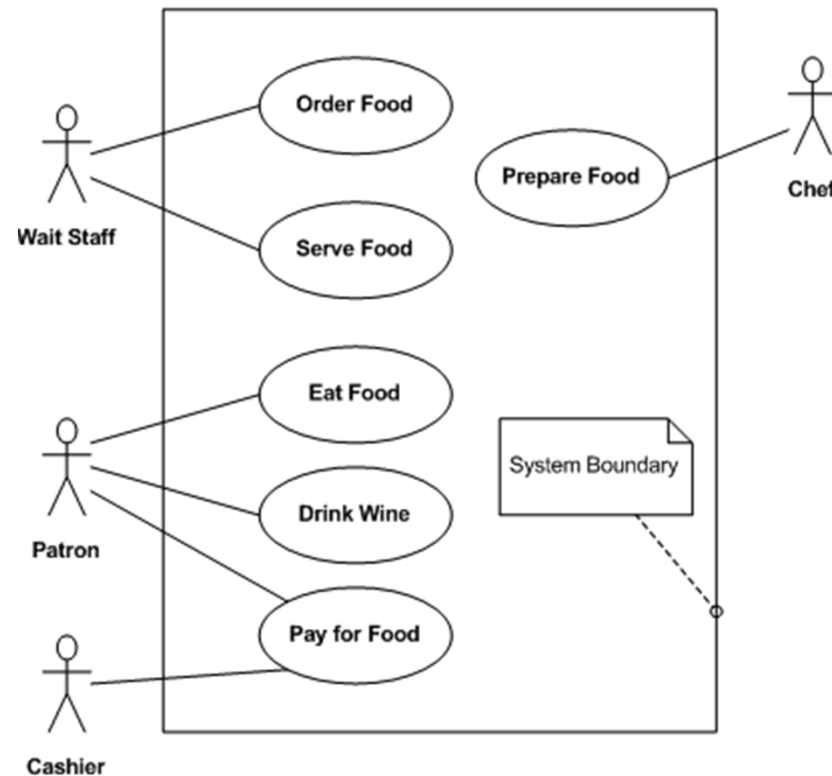 Order Food
Prepare Food
Chef
Wait Staff
Serve Food
Eat Food
System Boundary
Drink Wine
Patron
Pay for Food
Cashier